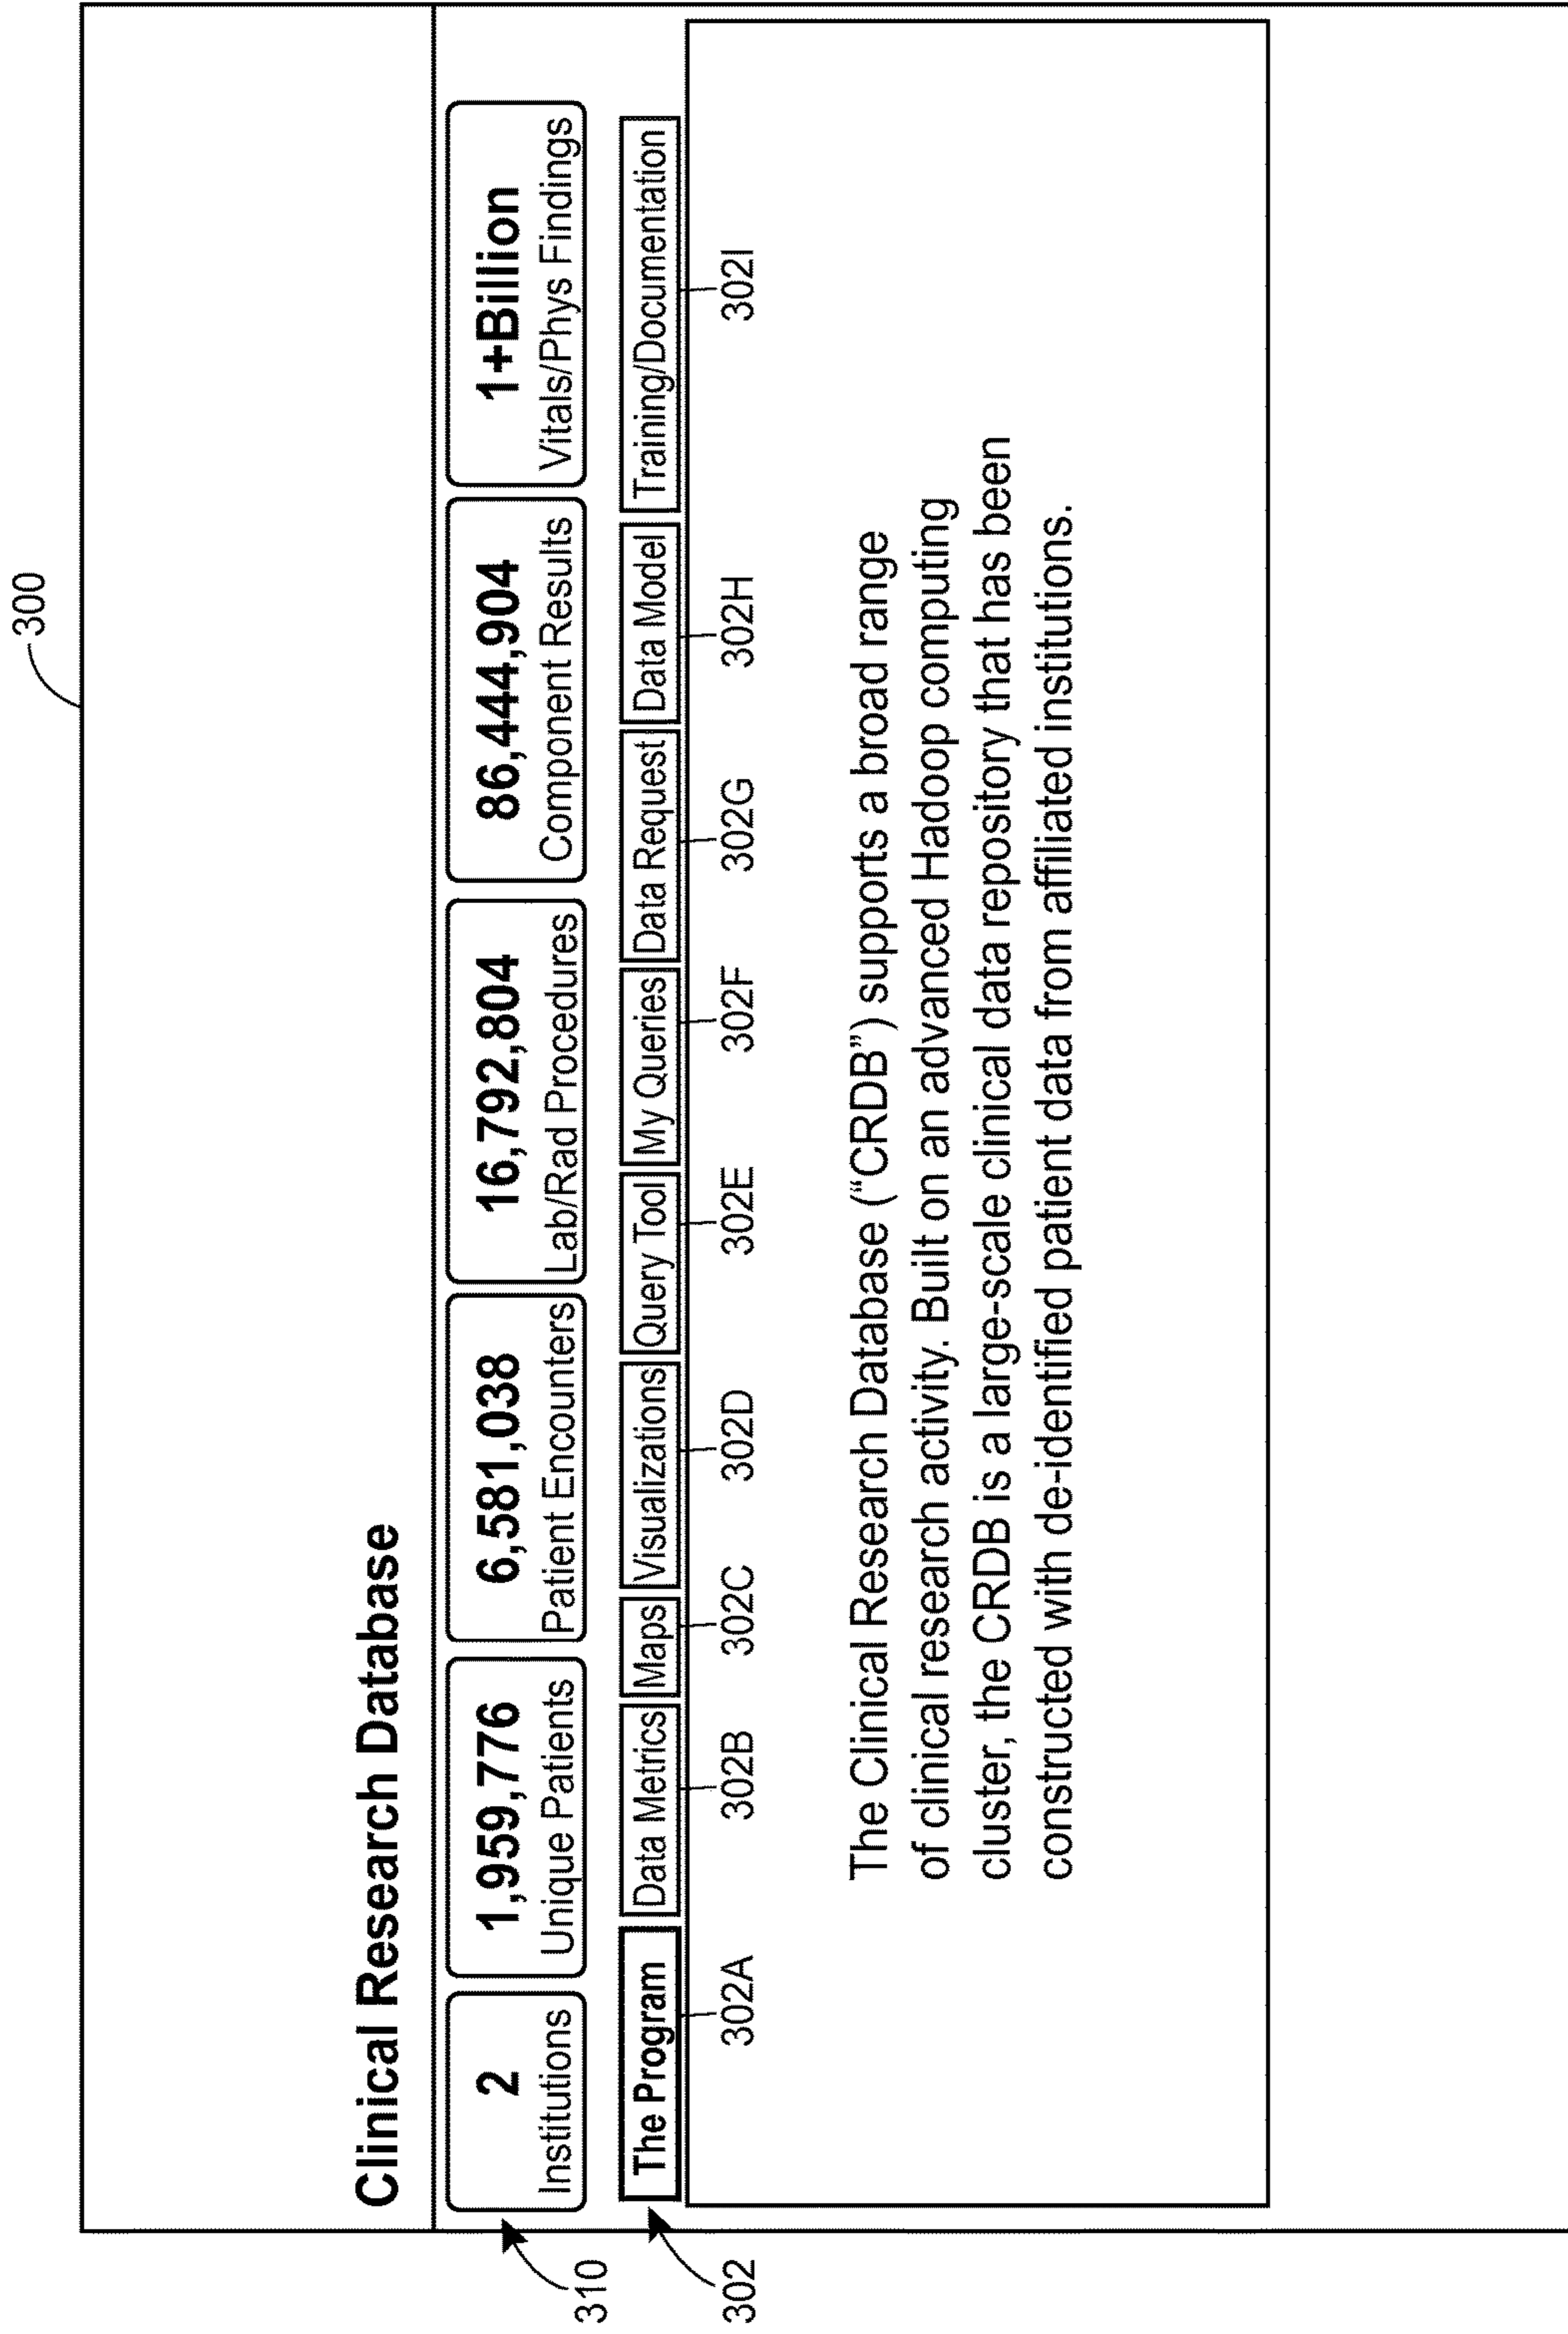 300
Clinical Research Database
310
2
Institutions
1,959,776
Unique Patients
6,581,038
Patient Encounters
16,792,804
Lab/Rad Procedures
86,444,904
Component Results
1+Billion
Vitals/Phys Findings
302
The Program
Data Metrics
Maps
Visualizations
Query Tool
My Queries
Data Request
Data Model
Training/Documentation
302A
302B
302C
302D
302E
302F
302G
302H
302I
The Clinical Research Database (“CRDB”) supports a broad range
of clinical research activity. Built on an advanced Hadoop computing
cluster, the CRDB is a large-scale clinical data repository that has been
constructed with de-identified patient data from affiliated institutions.